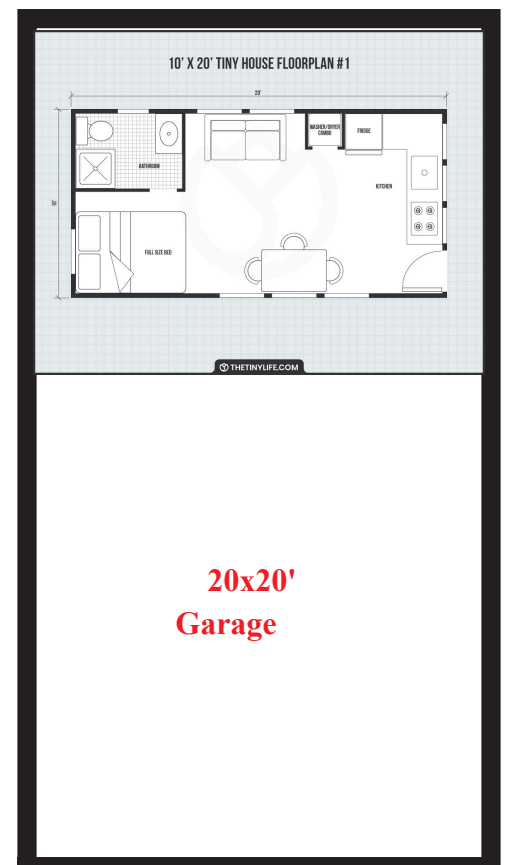 10' X 20' TINY HOUSE FLOORPLAN #1
20'
10'
BATHROOM
WASHER/DRYER
COMBO
FRIDGE
KITCHEN
FULL SIZE BED
THETINYLIFE.COM
20x20'
Garage